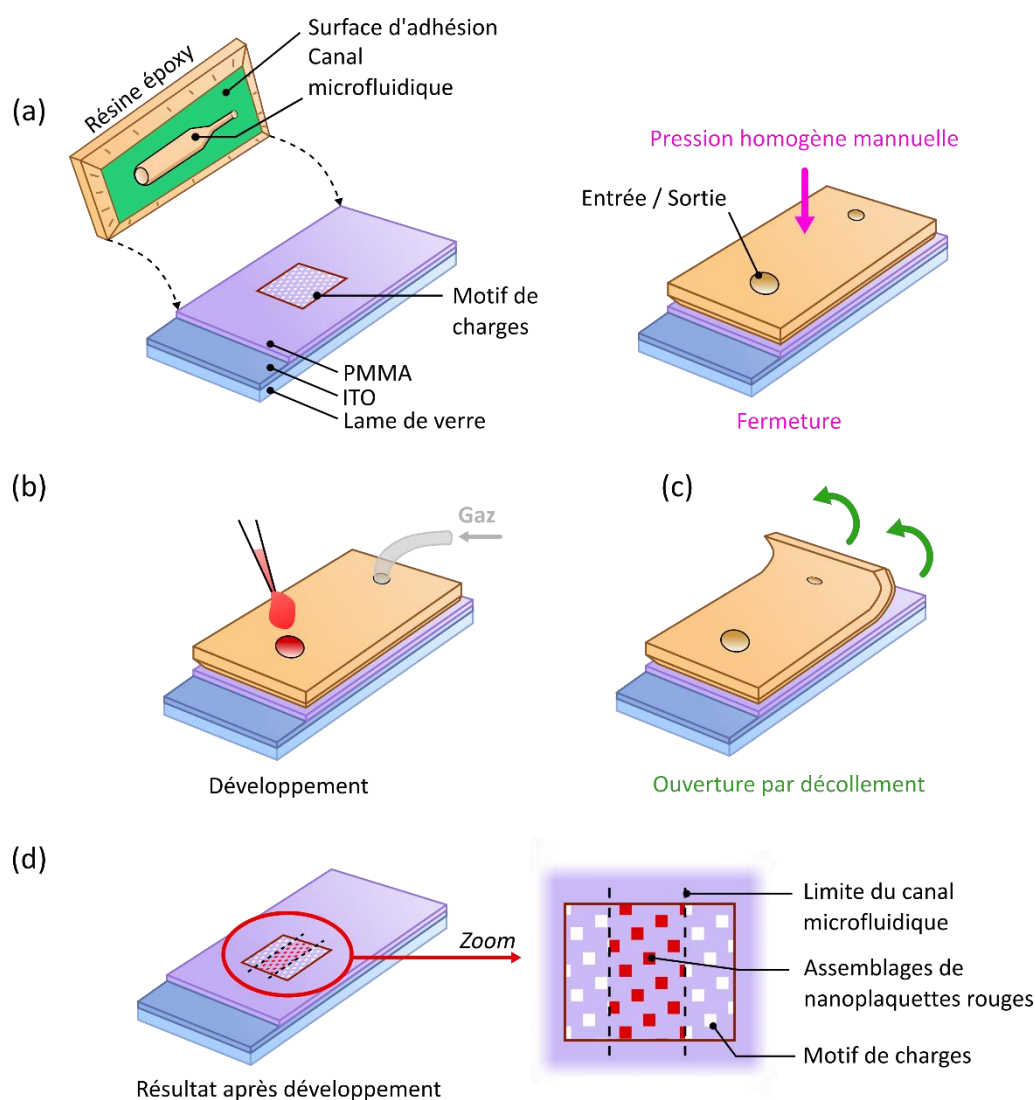 (a)
Résine époxy
Surface d'adhésion
Canal
microfluidique
Motif de
charges
PMMA
ITO
Lame de verre
Pression homogène mannuelle
Entrée / Sortie
Fermeture
(b)
Gaz
Développement
(c)
Ouverture par décollement
(d)
Zoom
Résultat après développement
Limite du canal
microfluidique
Assemblages de
nanoplaquettes rouges
Motif de charges